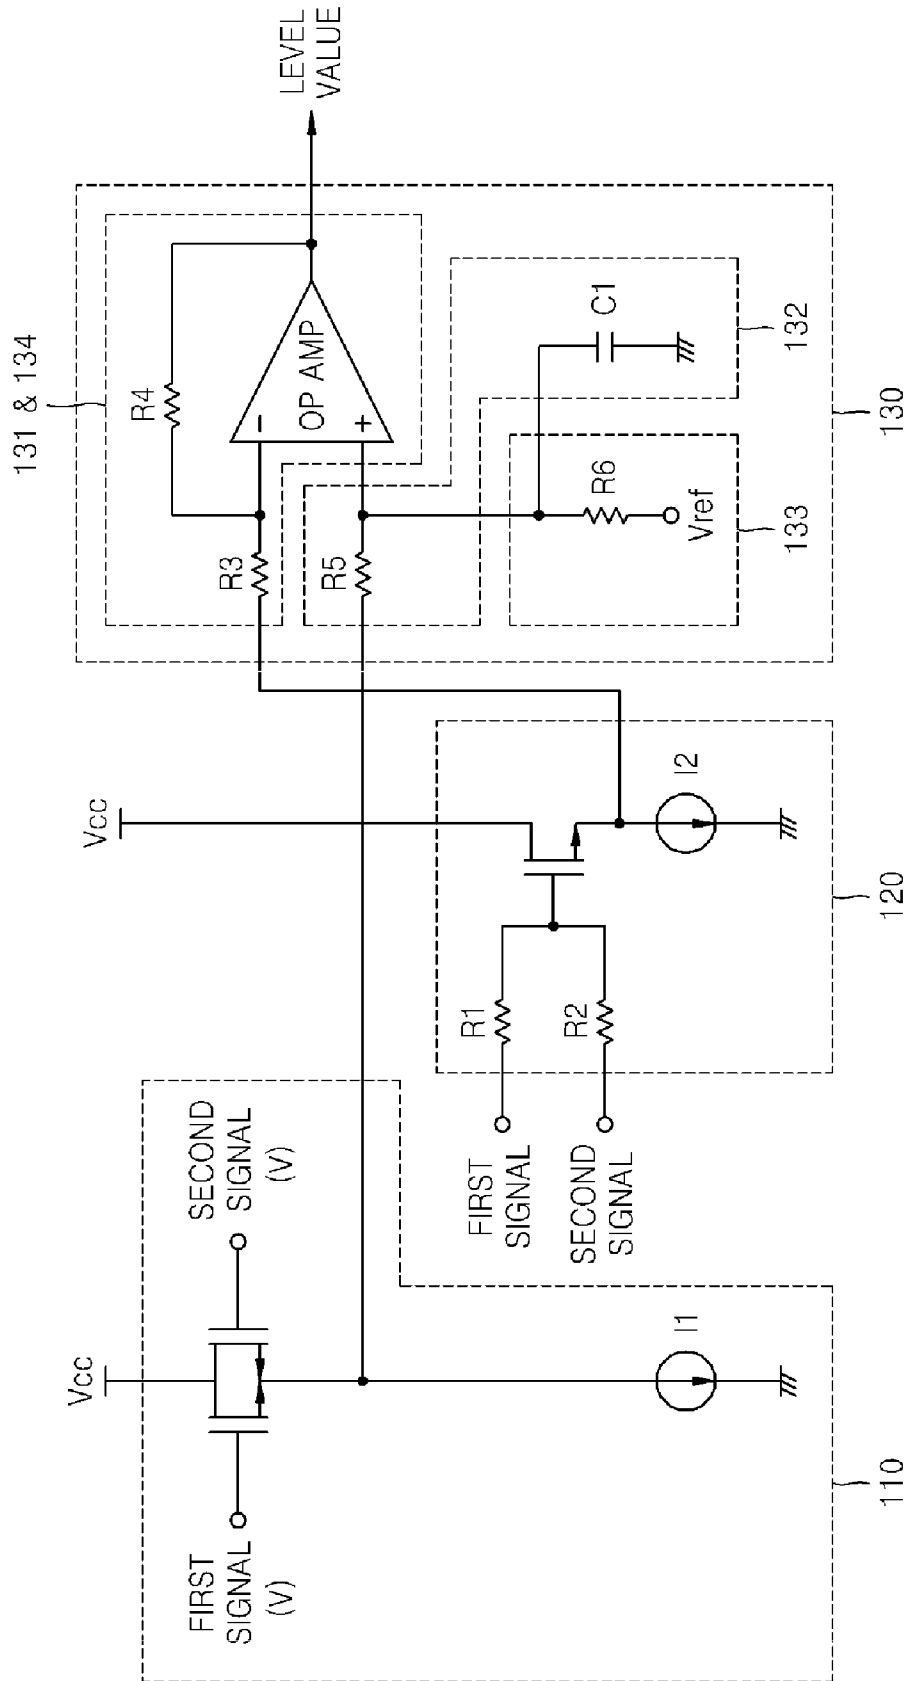 131 & 134
LEVEL
VALUE
R4
OP AMP
-
+
R3
R5
R6
Vref
C1
132
133
130
Vcc
I2
120
R1
R2
FIRST
SIGNAL
SECOND
SIGNAL
Vcc
SECOND
SIGNAL
(V)
FIRST
SIGNAL
(V)
I1
110